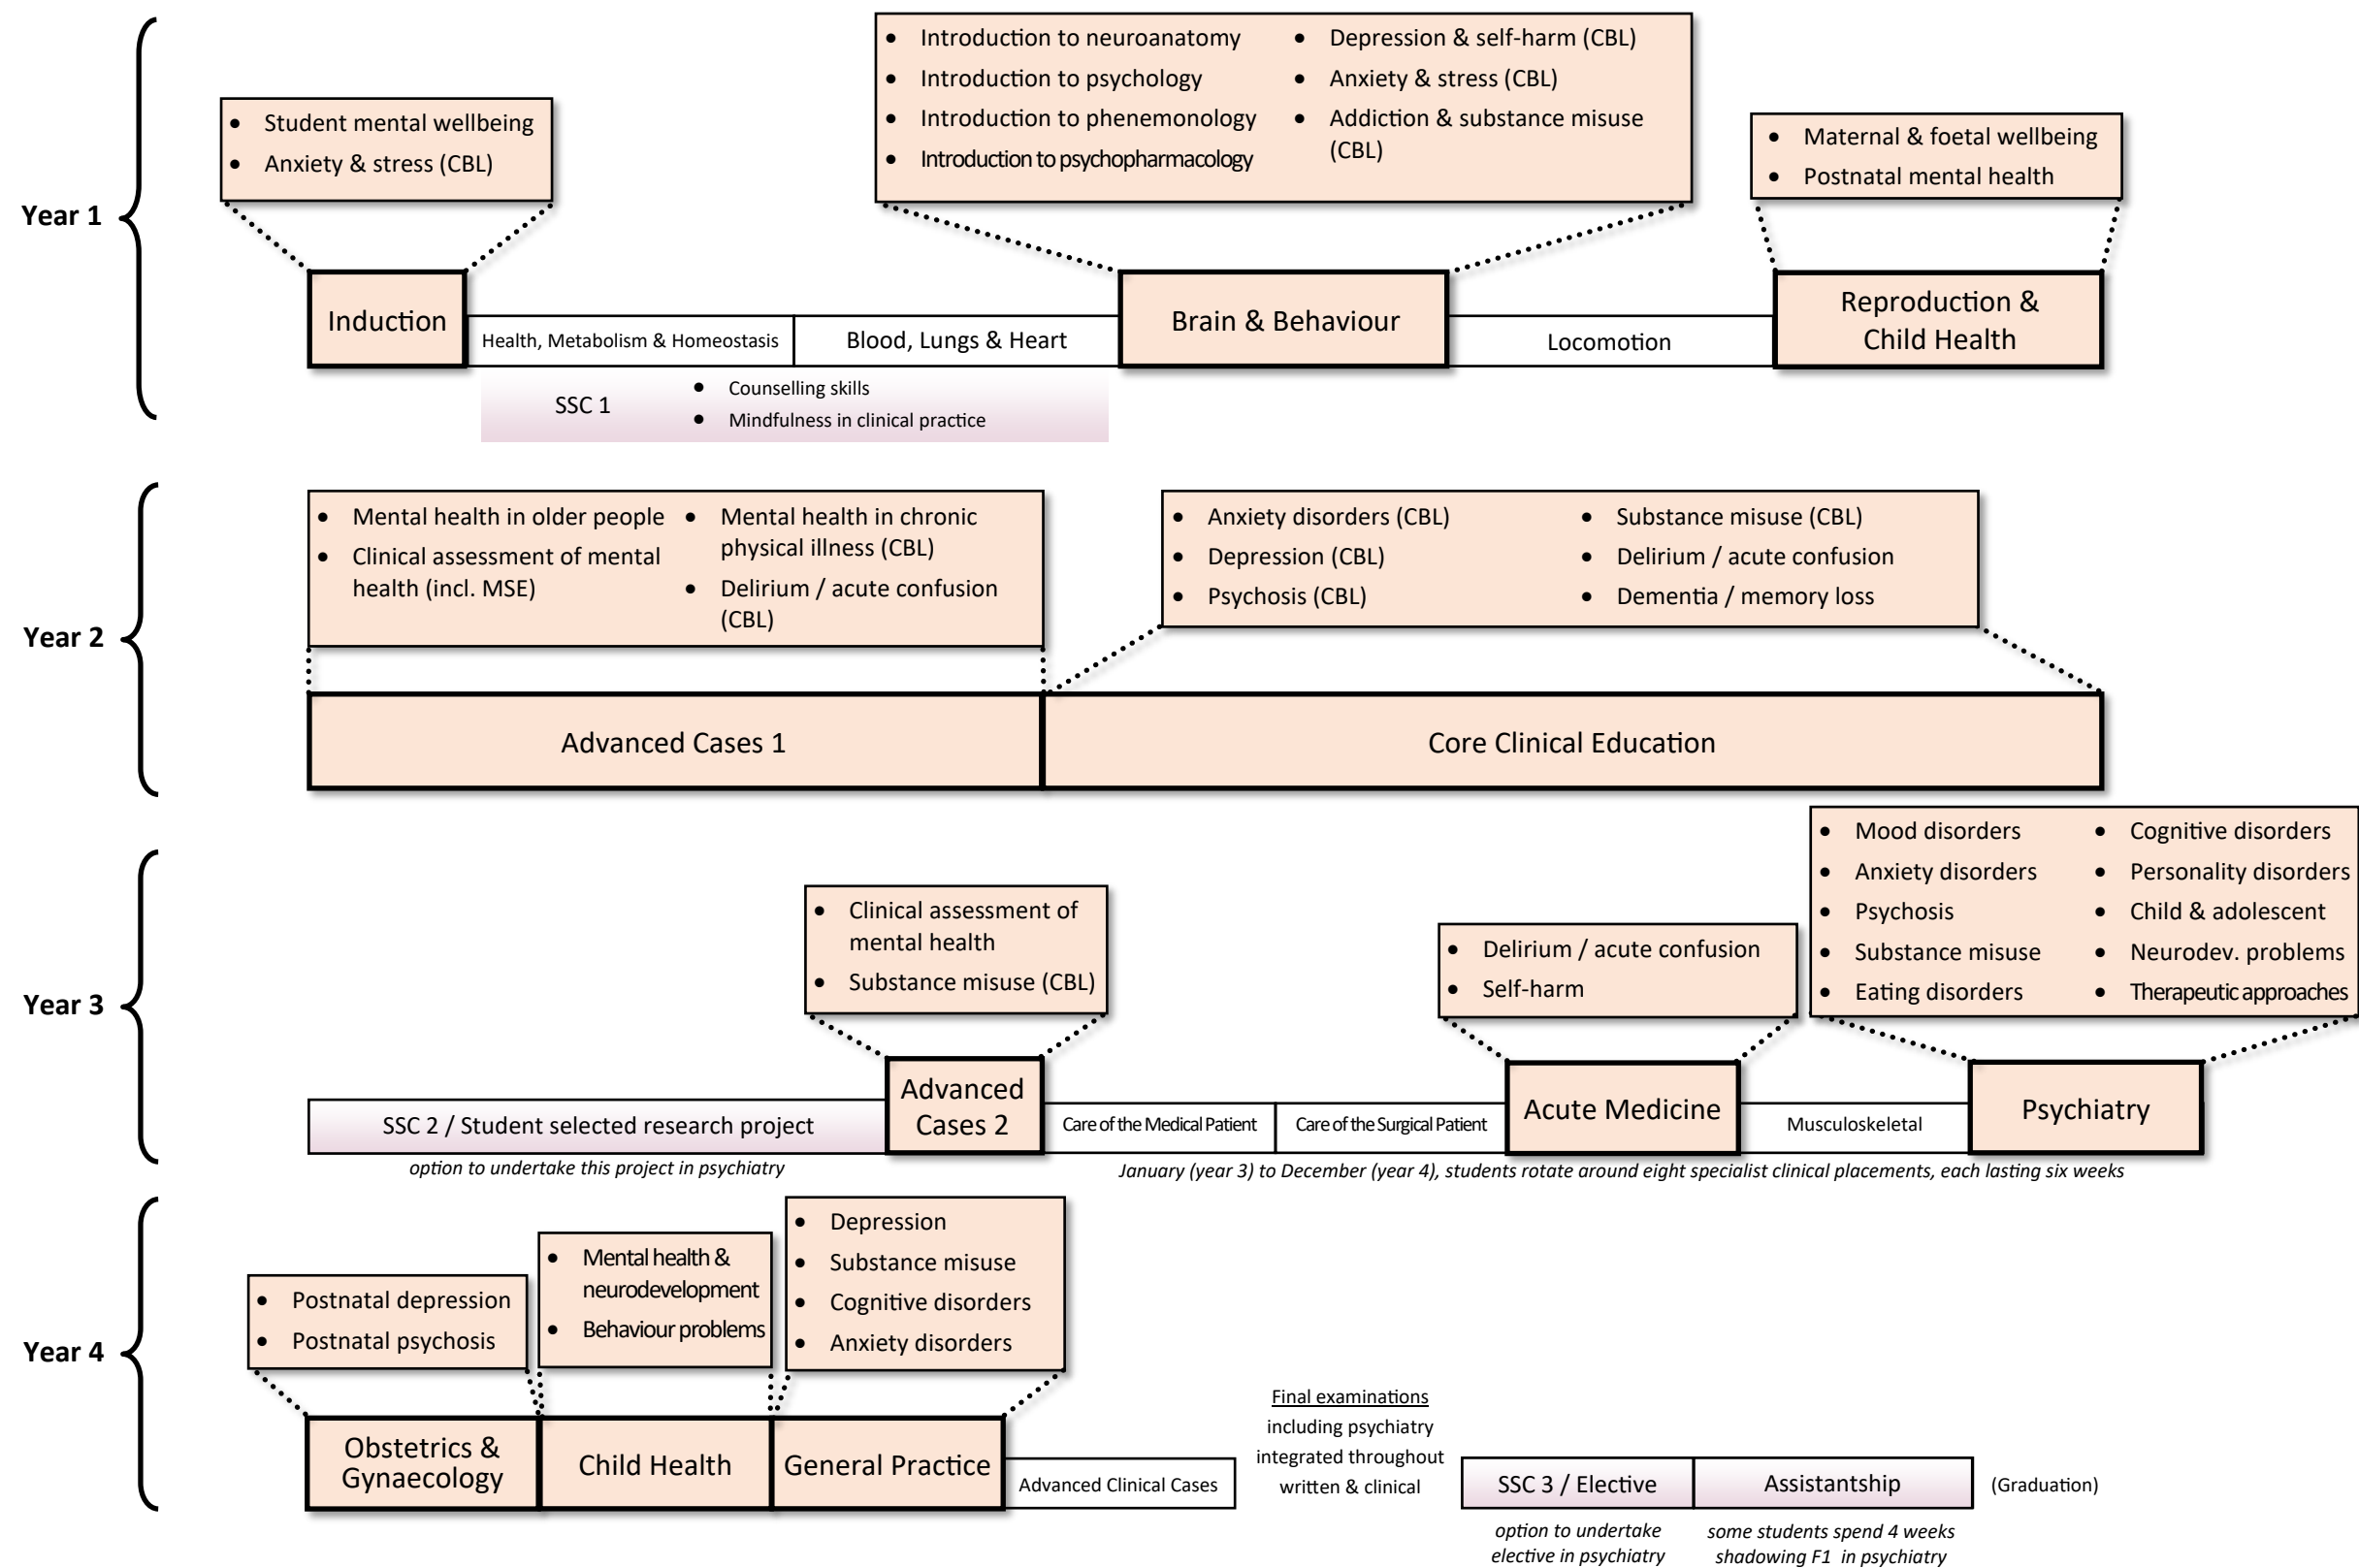 Year 1
• Student mental wellbeing
• Anxiety & stress (CBL)
• Introduction to neuroanatomy
• Introduction to psychology
• Introduction to phenemonology
• Introduction to psychopharmacology
• Depression & self-harm (CBL)
• Anxiety & stress (CBL)
• Addiction & substance misuse
(CBL)
• Maternal & foetal wellbeing
• Postnatal mental health
Induction
Health, Metabolism & Homeostasis
Blood, Lungs & Heart
Brain & Behaviour
Locomotion
Reproduction &
Child Health
SSC 1
• Counselling skills
• Mindfulness in clinical practice
Year 2
• Mental health in older people
• Clinical assessment of mental
health (incl. MSE)
• Mental health in chronic
physical illness (CBL)
• Delirium / acute confusion
(CBL)
• Anxiety disorders (CBL)
• Depression (CBL)
• Psychosis (CBL)
• Substance misuse (CBL)
• Delirium / acute confusion
• Dementia / memory loss
Advanced Cases 1
Core Clinical Education
Year 3
• Clinical assessment of
mental health
• Substance misuse (CBL)
• Delirium / acute confusion
• Self-harm
• Mood disorders
• Anxiety disorders
• Psychosis
• Substance misuse
• Eating disorders
• Cognitive disorders
• Personality disorders
• Child & adolescent
• Neurodev. problems
• Therapeutic approaches
SSC 2 / Student selected research project
Advanced
Cases 2
Care of the Medical Patient
Care of the Surgical Patient
Acute Medicine
Musculoskeletal
Psychiatry
option to undertake this project in psychiatry
January (year 3) to December (year 4), students rotate around eight specialist clinical placements, each lasting six weeks
Year 4
• Postnatal depression
• Postnatal psychosis
• Mental health &
neurodevelopment
• Behaviour problems
• Depression
• Substance misuse
• Cognitive disorders
• Anxiety disorders
Obstetrics &
Gynaecology
Child Health
General Practice
Advanced Clinical Cases
Final examinations
including psychiatry
integrated throughout
written & clinical
SSC 3 / Elective
Assistantship
(Graduation)
option to undertake
elective in psychiatry
some students spend 4 weeks
shadowing F1 in psychiatry